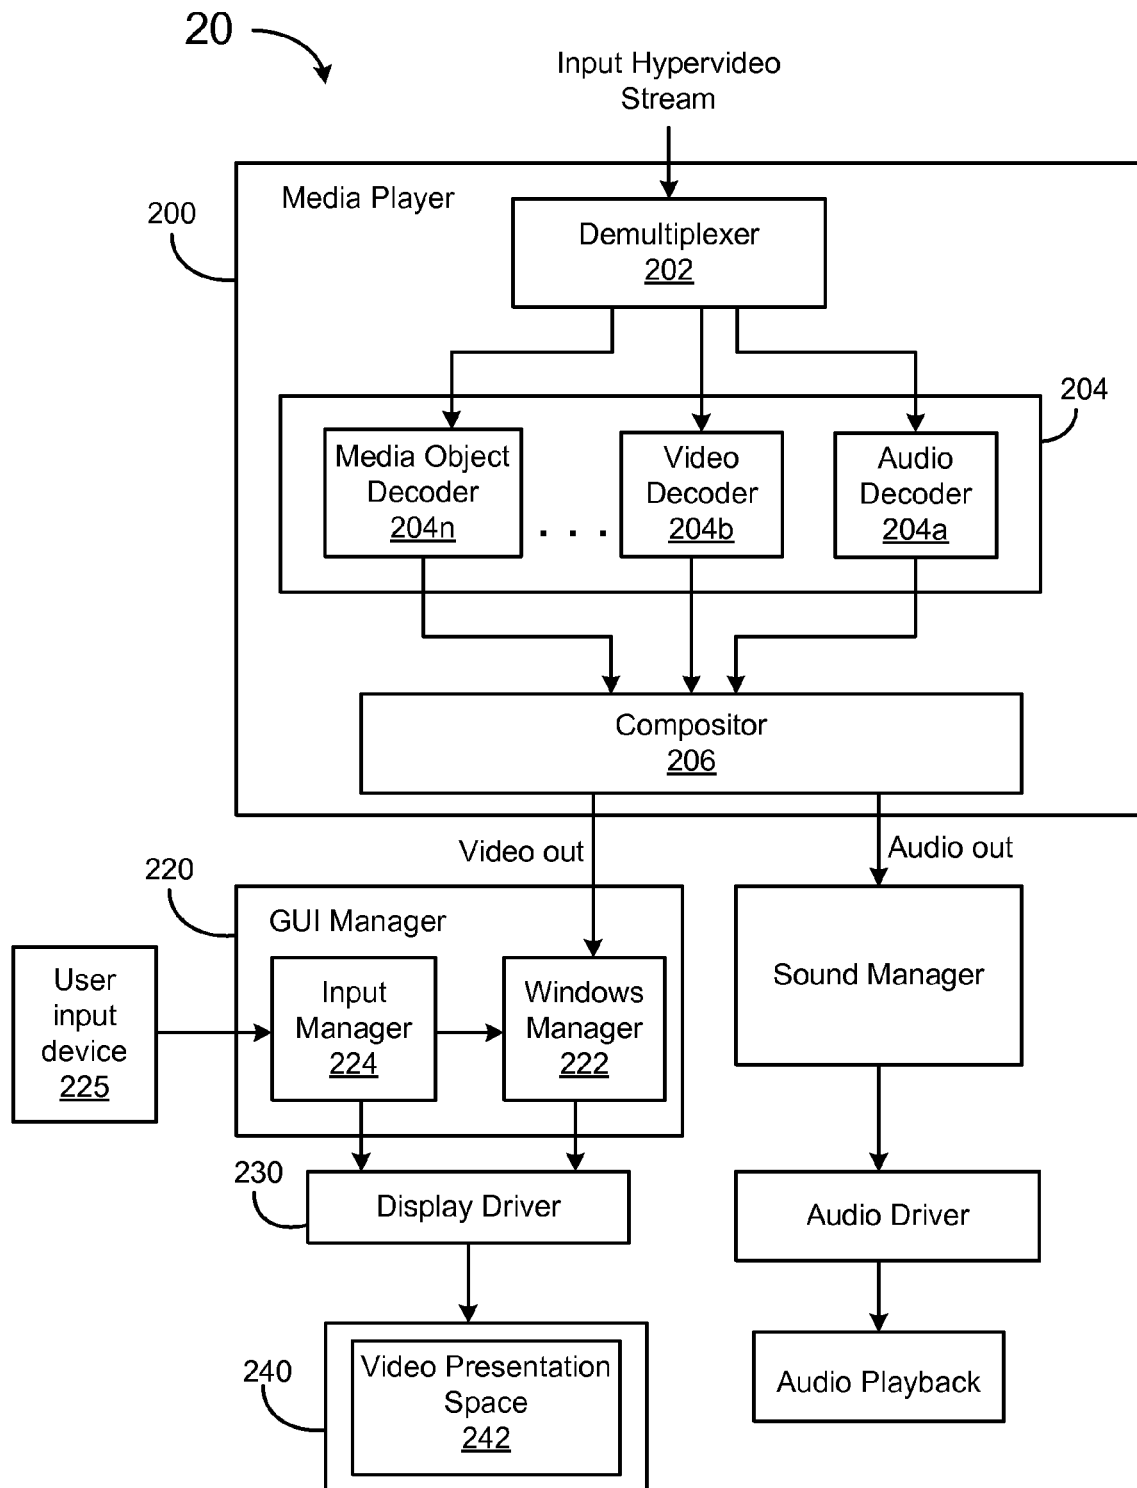 20
Input Hypervideo
Stream
Media Player
200
Demultiplexer
202
204
Media Object
Decoder
204n
. . .
Video
Decoder
204b
Audio
Decoder
204a
Compositor
206
Video out
Audio out
220
GUI Manager
User
input
device
225
Input
Manager
224
Windows
Manager
222
Sound Manager
230
Display Driver
Audio Driver
240
Video Presentation
Space
242
Audio Playback